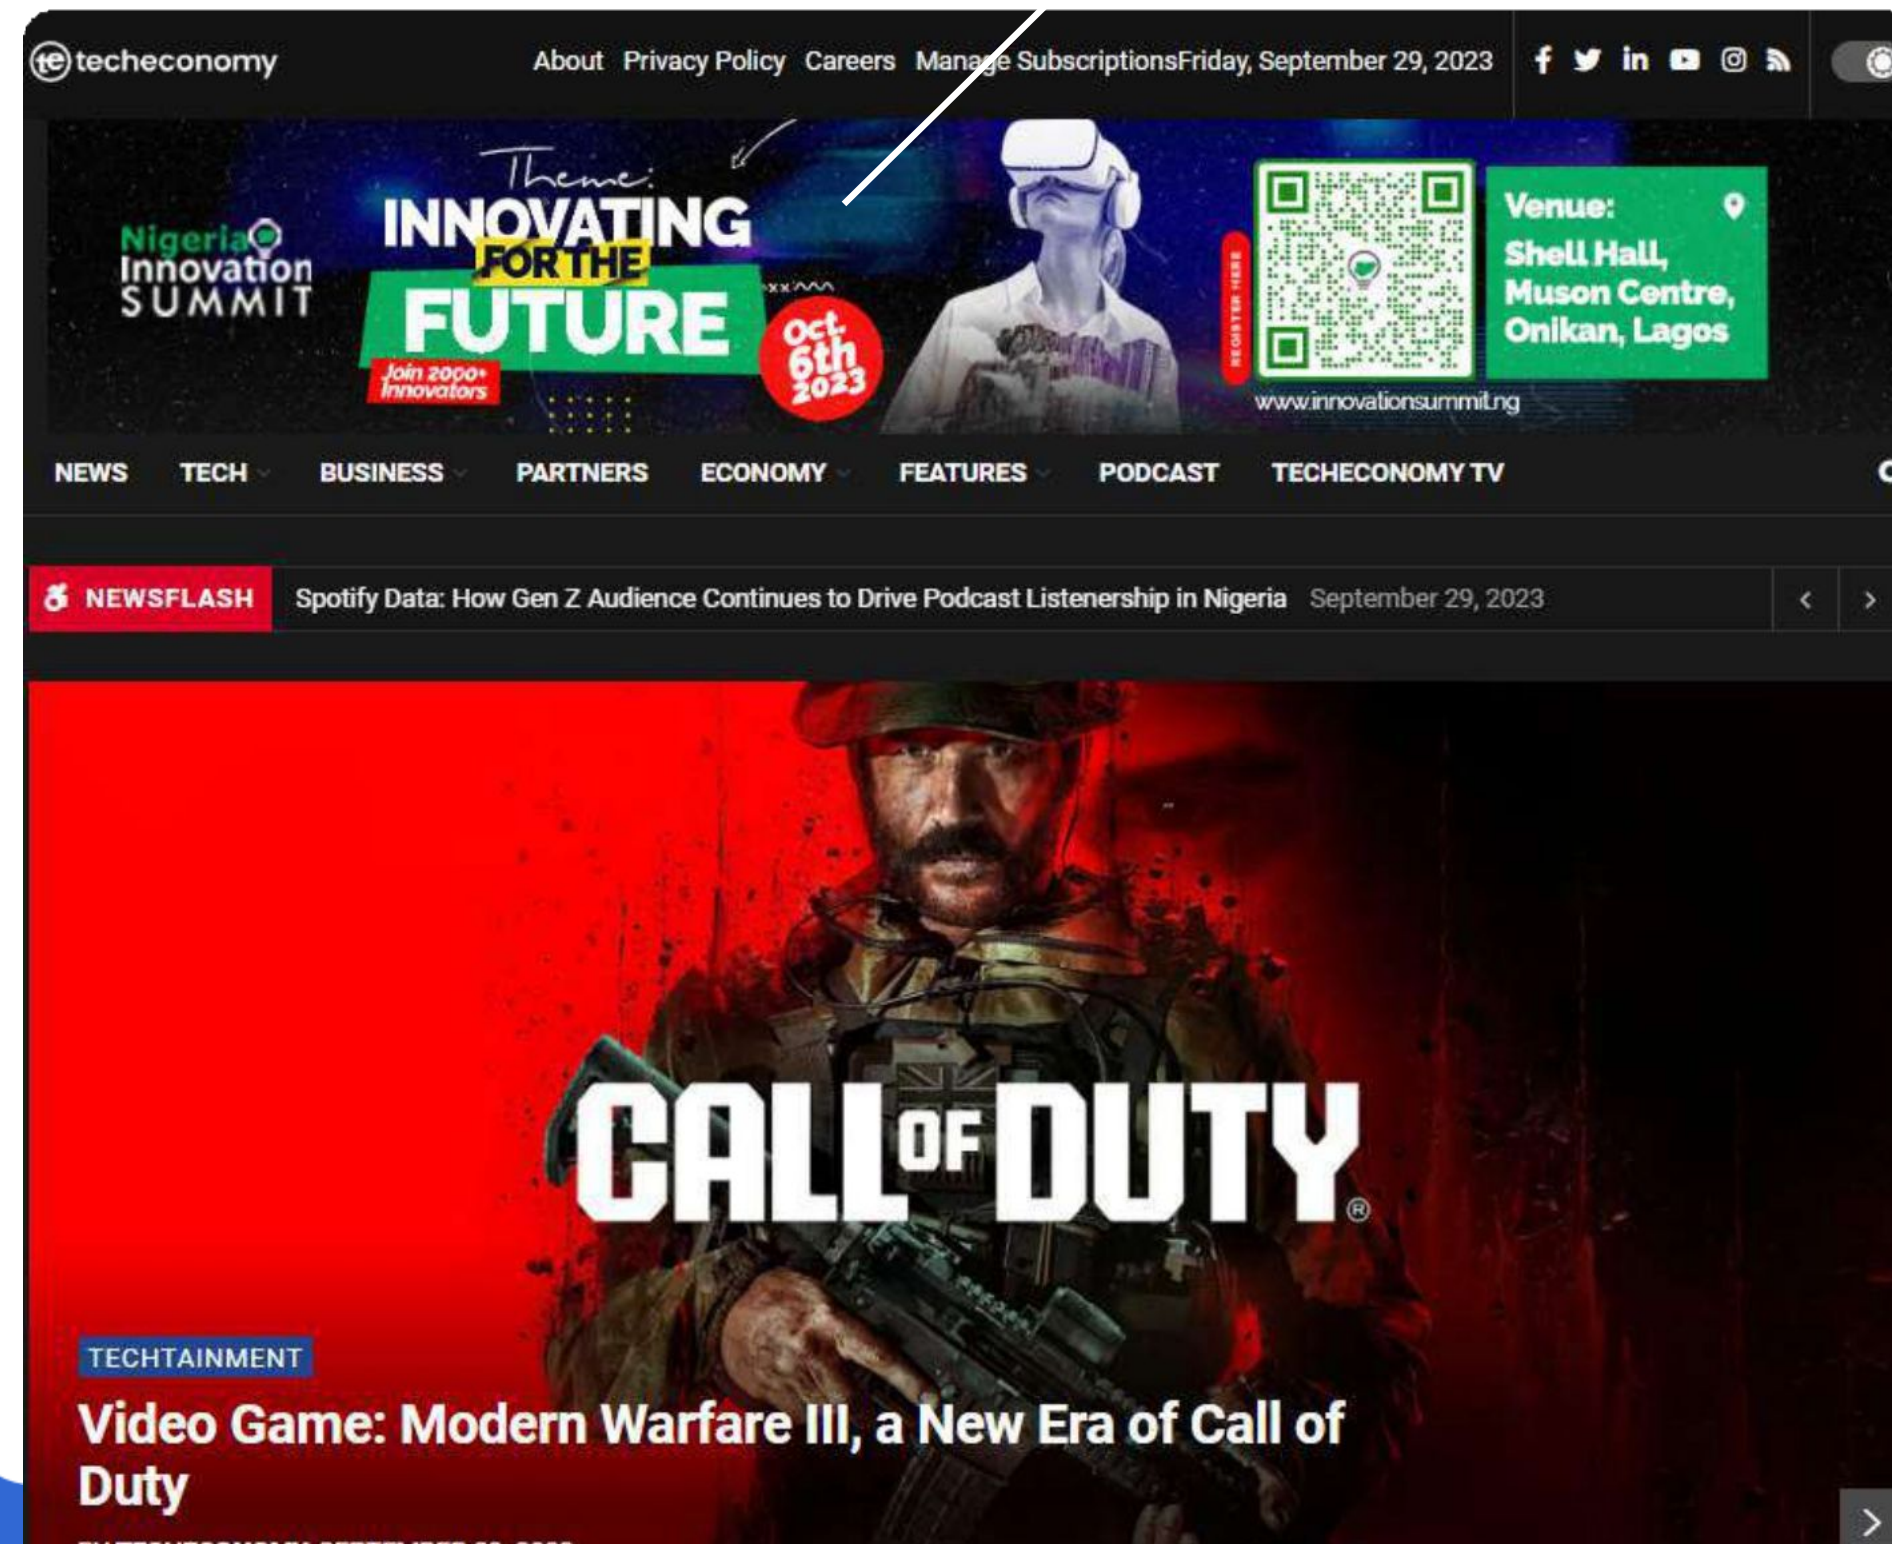 te techeconomy
About Privacy Policy Careers Manage SubscriptionsFriday, September 29, 2023
Nigeria
Innovation
SUMMIT
Theme:
INNOVATING
FOR THE
FUTURE
Join 2000+
Innovators
Oct.
6th
2023
REGISTER HERE
www.innovationsummit.ng
Venue:
Shell Hall,
Muson Centre,
Onikan, Lagos
NEWS TECH BUSINESS PARTNERS ECONOMY FEATURES PODCAST TECHECONOMY TV
NEWSFLASH Spotify Data: How Gen Z Audience Continues to Drive Podcast Listenership in Nigeria September 29, 2023
CALL OF DUTY®
TECHTAINMENT
Video Game: Modern Warfare III, a New Era of Call of
Duty